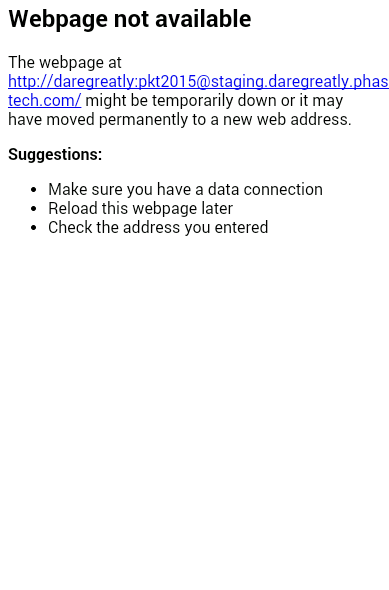 Webpage not available
The webpage at
http://daregreatly:pkt2015@staging.daregreatly.phas
tech.com/ might be temporarily down or it may
have moved permanently to a new web address.
Suggestions:
• Make sure you have a data connection
• Reload this webpage later
• Check the address you entered